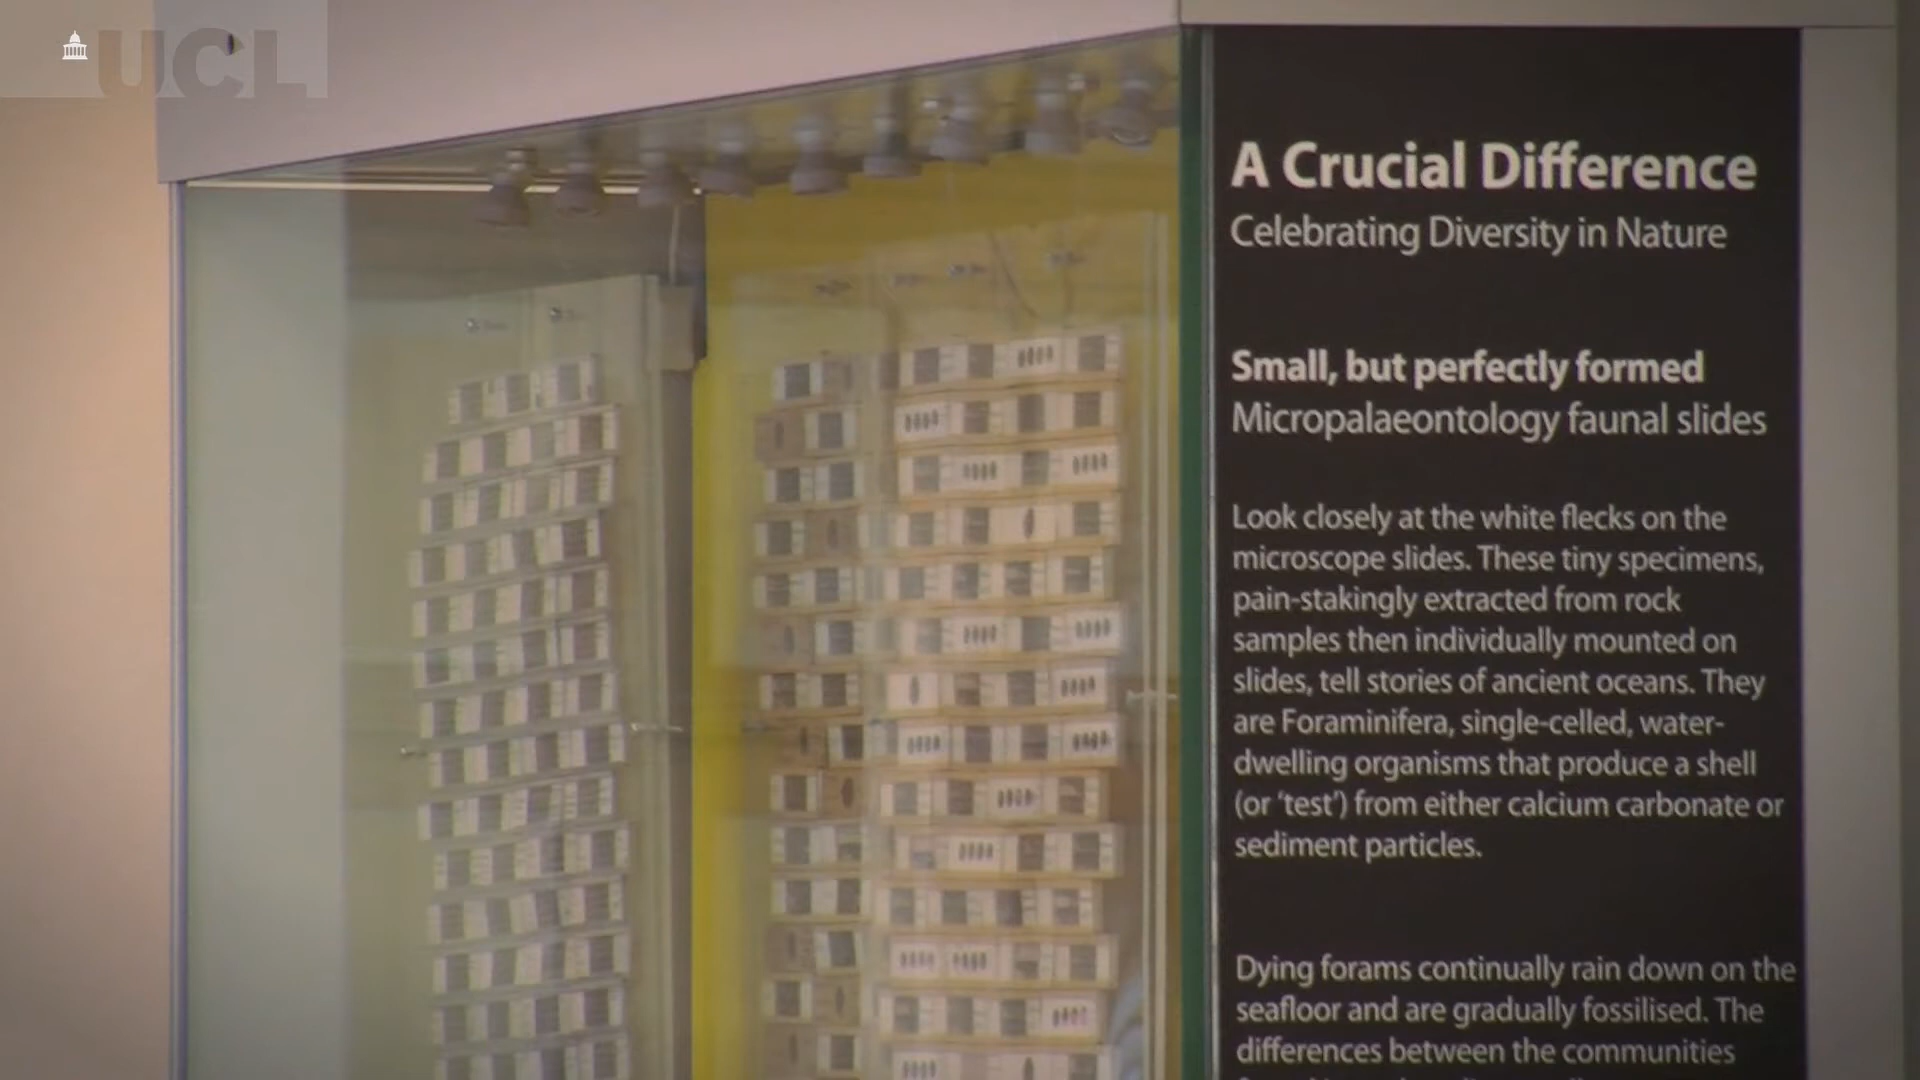 UCL
A Crucial Difference
Celebrating Diversity in Nature
Small, but perfectly formed
Micropalaeontology faunal slides
Look closely at the white flecks on the
microscope slides. These tiny specimens,
pain-stakingly extracted from rock
samples then individually mounted on
slides, tell stories of ancient oceans. They
are Foraminifera, single-celled, water-
dwelling organisms that produce a shell
(or ‘test’) from either calcium carbonate or
sediment particles.
Dying forams continually rain down on the
seafloor and are gradually fossilised. The
differences between the communities